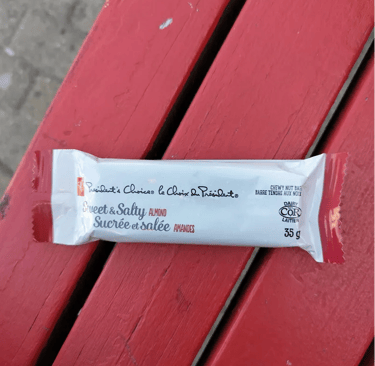 President's Choice® le Choix du Président®
CHEWY NUT BAR
BARRE TENDRE AUX NOIX
Sweet & Salty ALMOND
Sucrée et salée AMANDES
COR
35 g